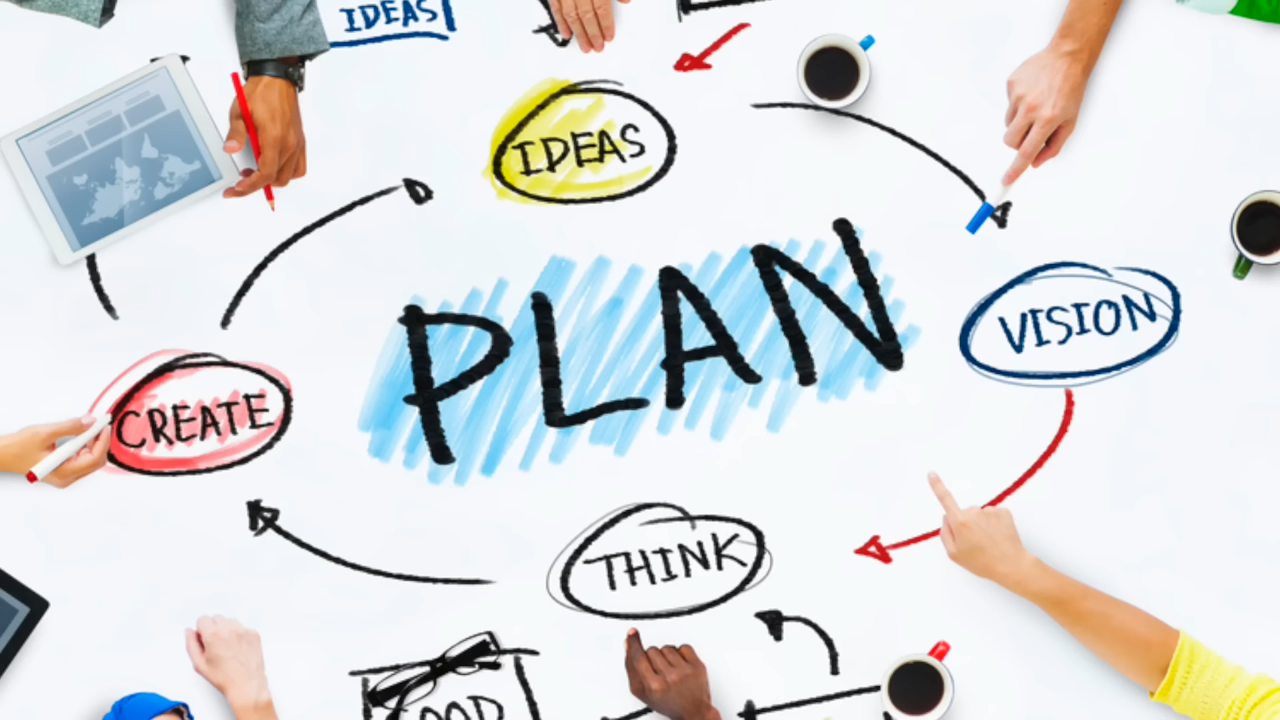 IDEAS
IDEAS
PLAN
VISION
CREATE
THINK